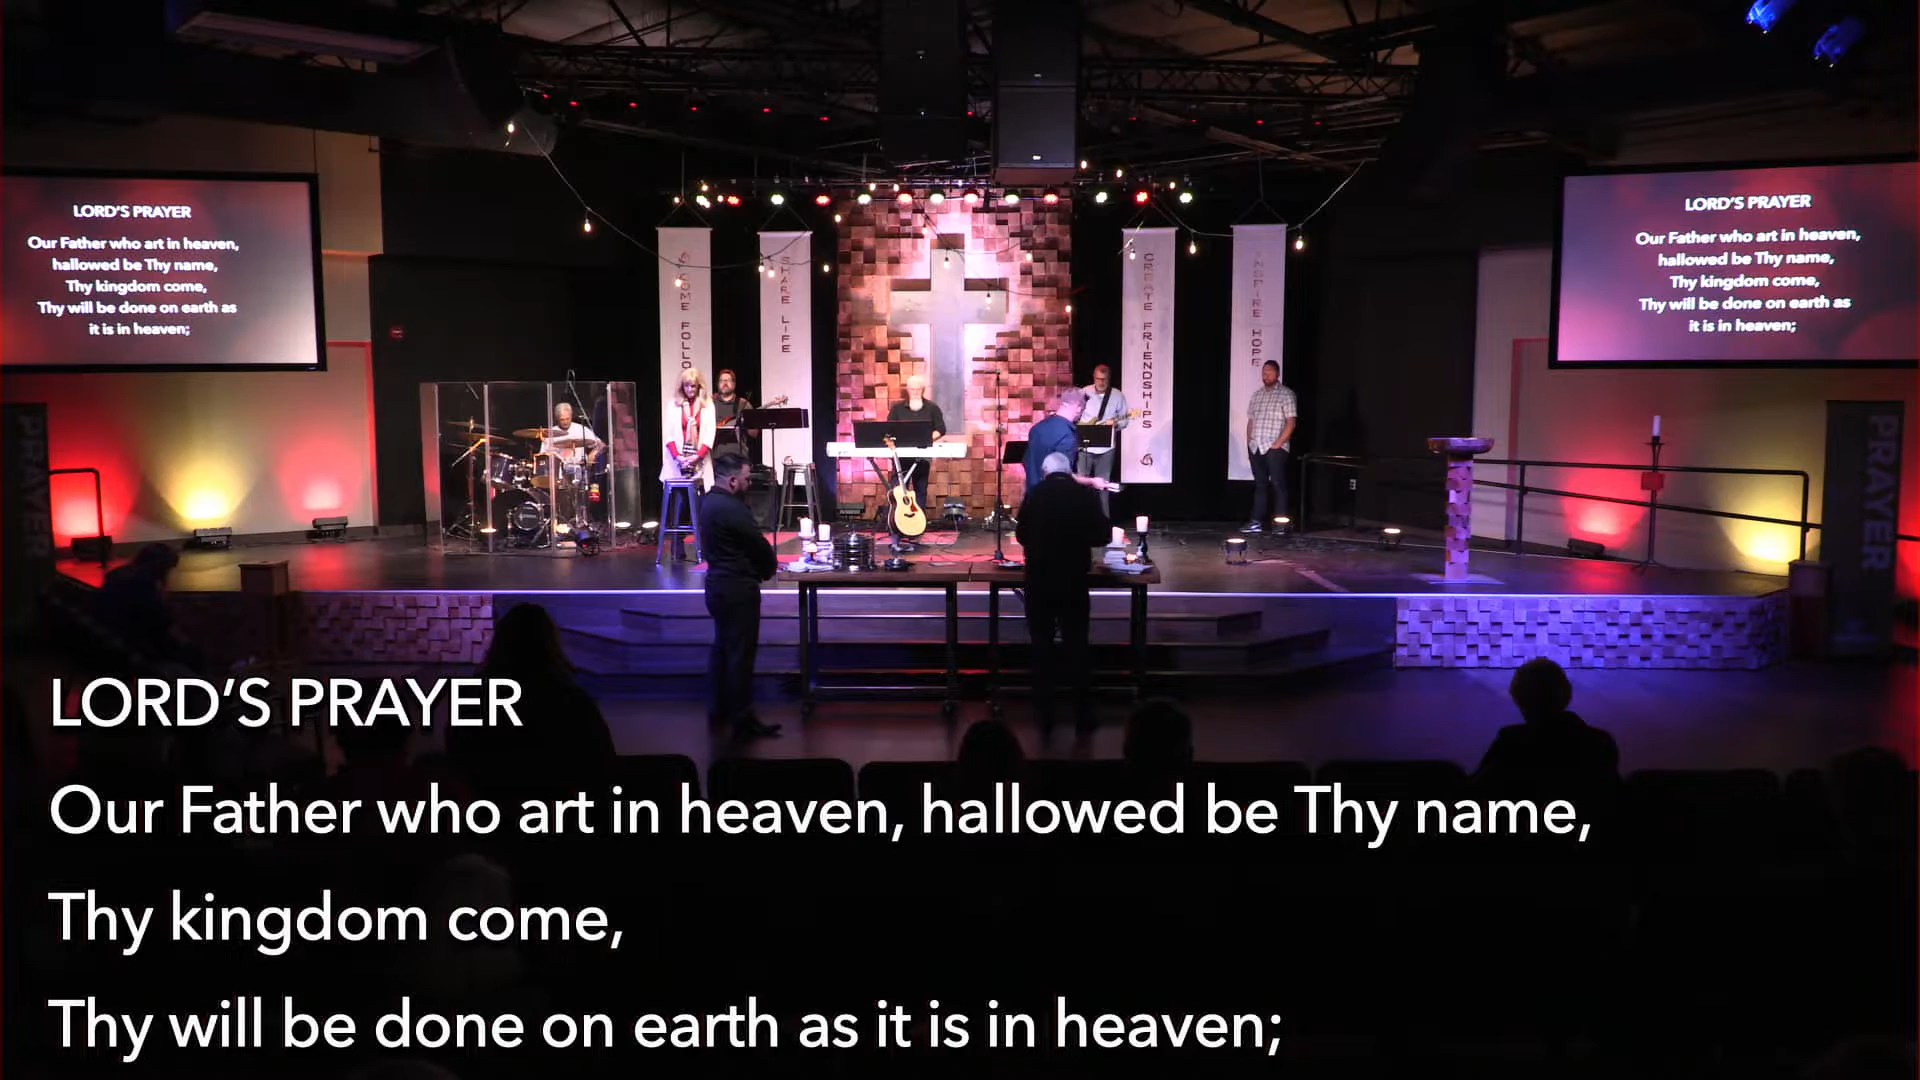 LORD'S PRAYER
Our Father who art in heaven,
hallowed be Thy name,
Thy kingdom come,
Thy will be done on earth as
it is in heaven;
LORD'S PRAYER
Our Father who art in heaven,
hallowed be Thy name,
Thy kingdom come,
Thy will be done on earth as
it is in heaven;
COME FOLLO
SHARE LIFE
CREATE FRIENDSHIPS
INSPIRE HOPE
PRAYER
PRAYER
LORD’S PRAYER
Our Father who art in heaven, hallowed be Thy name,
Thy kingdom come,
Thy will be done on earth as it is in heaven;